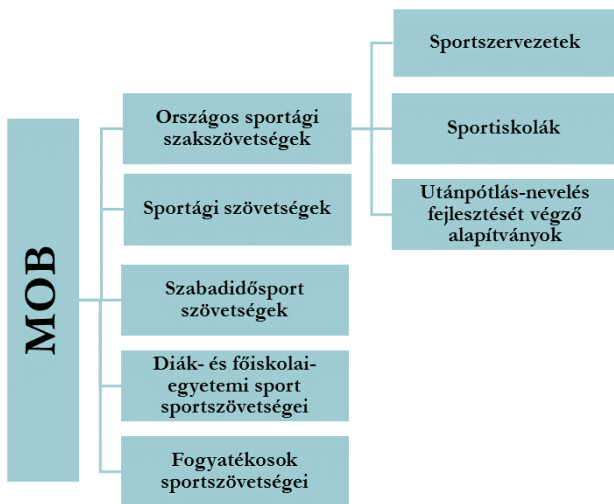 MOB
Országos sportági
szakszövetségek
Sportági szövetségek
Szabadidősport
szövetségek
Diák- és főiskolai-
egyetemi sport
sportszövetségei
Fogyatékosok
sportszövetségei
Sportszervezetek
Sportiskolák
Utánpótlás-nevelés
fejlesztését végző
alapítványok